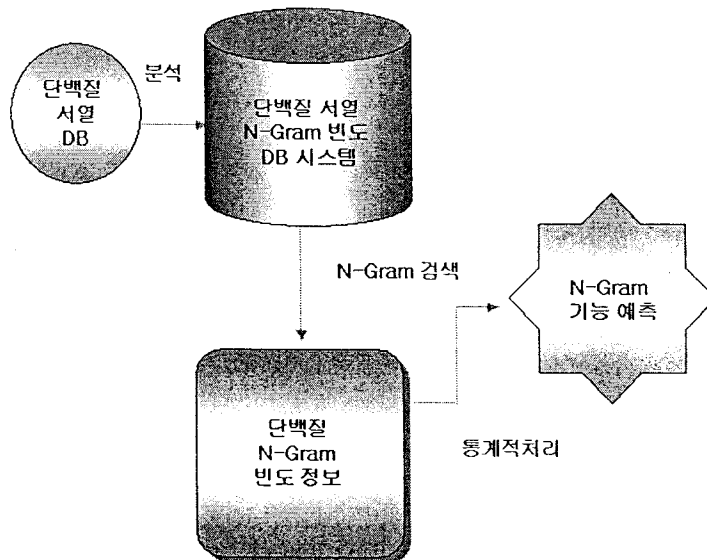 단백질
서열
DB
분석
단백질 서열
N-Gram 빈도
DB 시스템
N-Gram 검색
N-Gram
기능 예측
단백질
N-Gram
빈도 정보
통계적처리